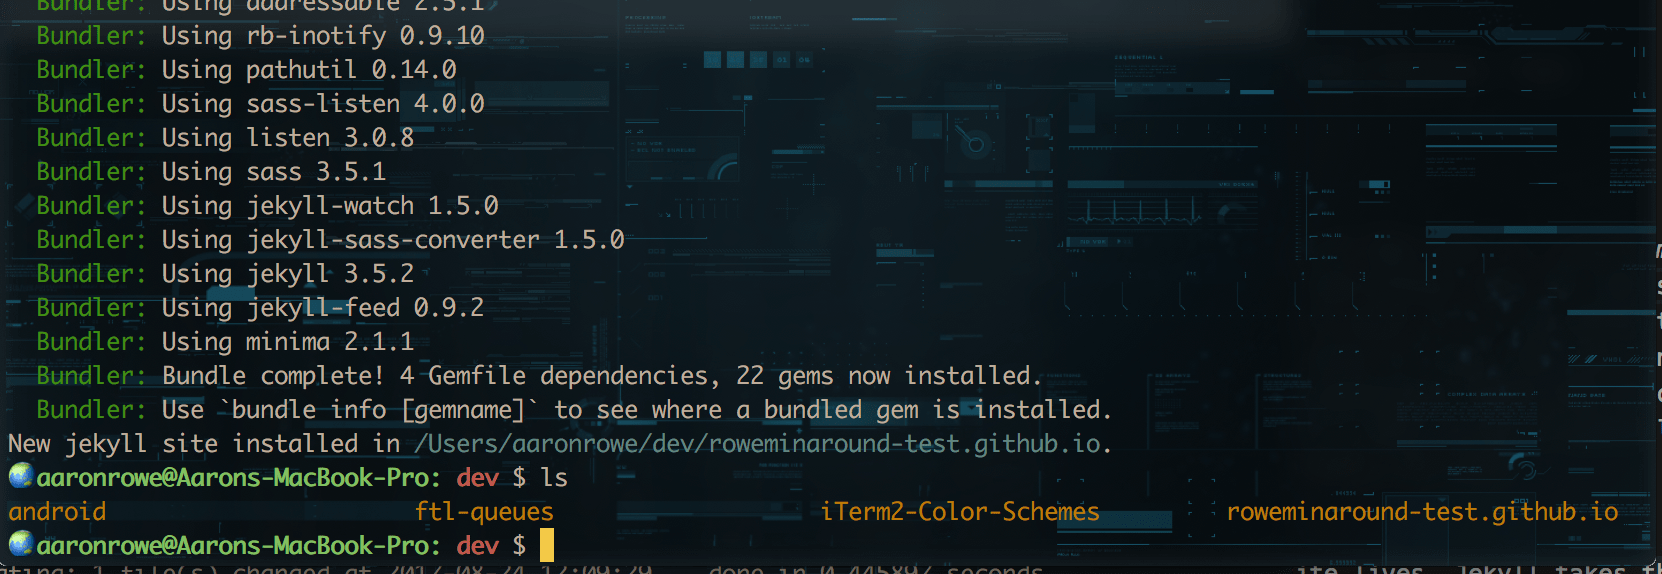 Bundler: Using addressable 2.5.1
Bundler: Using rb-inotify 0.9.10
Bundler: Using pathutil 0.14.0
Bundler: Using sass-listen 4.0.0
Bundler: Using listen 3.0.8
Bundler: Using sass 3.5.1
Bundler: Using jekyll-watch 1.5.0
Bundler: Using jekyll-sass-converter 1.5.0
Bundler: Using jekyll 3.5.2
Bundler: Using jekyll-feed 0.9.2
Bundler: Using minima 2.1.1
Bundler: Bundle complete! 4 Gemfile dependencies, 22 gems now installed.
Bundler: Use `bundle info [gemname]` to see where a bundled gem is installed.
New jekyll site installed in /Users/aaronrowe/dev/roweminaround-test.github.io.
aaronrowe@Aarons-MacBook-Pro: dev $ ls
android ftl-queues iTerm2-Color-Schemes roweminaround-test.github.io
aaronrowe@Aarons-MacBook-Pro: dev $